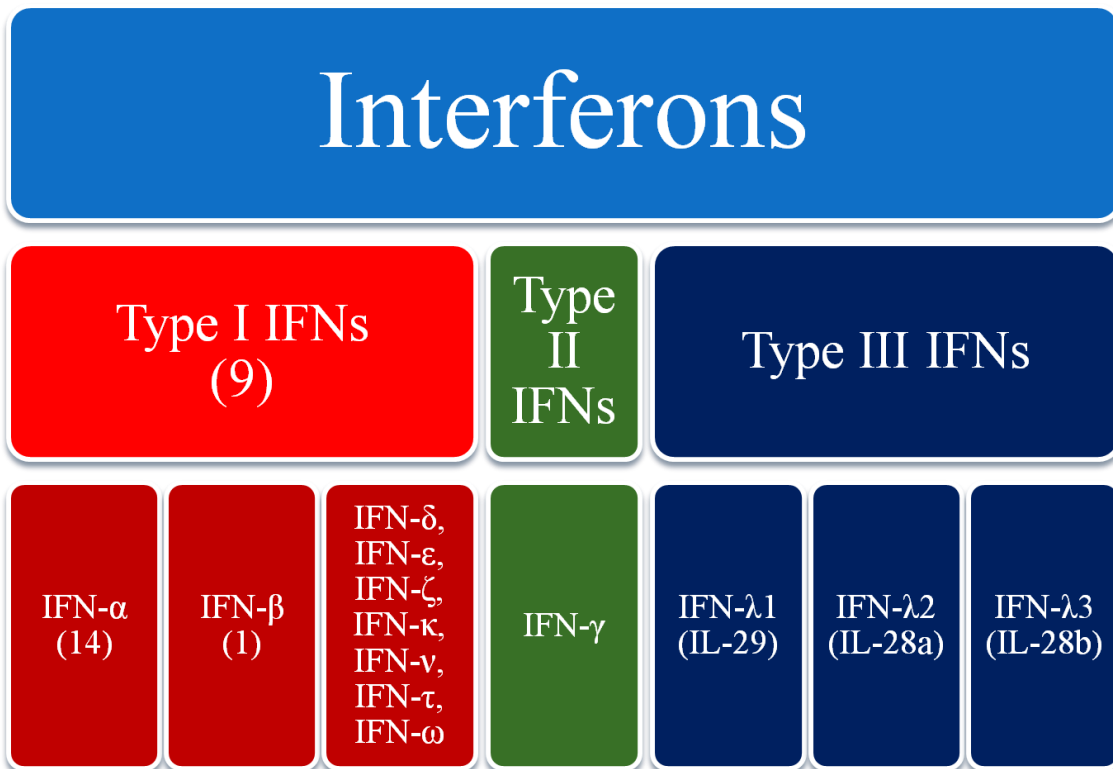 Interferons
Type I IFNs
(9)
Type
II
IFNs
Type III IFNs
IFN-α
(14)
IFN-β
(1)
IFN-δ,
IFN-ε,
IFN-ζ,
IFN-κ,
IFN-ν,
IFN-τ,
IFN-ω
IFN-γ
IFN-λ1
(IL-29)
IFN-λ2
(IL-28a)
IFN-λ3
(IL-28b)